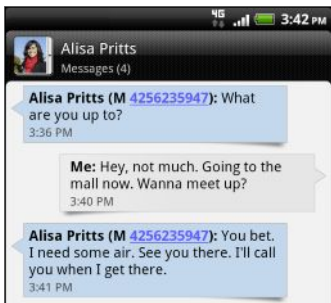 4G 3:42 PM
Alisa Pritts
Messages (4)
Alisa Pritts (M 4256235947): What
are you up to?
3:36 PM
Me: Hey, not much. Going to the
mall now. Wanna meet up?
3:40 PM
Alisa Pritts (M 4256235947): You bet.
I need some air. See you there. I'll call
you when I get there.
3:41 PM